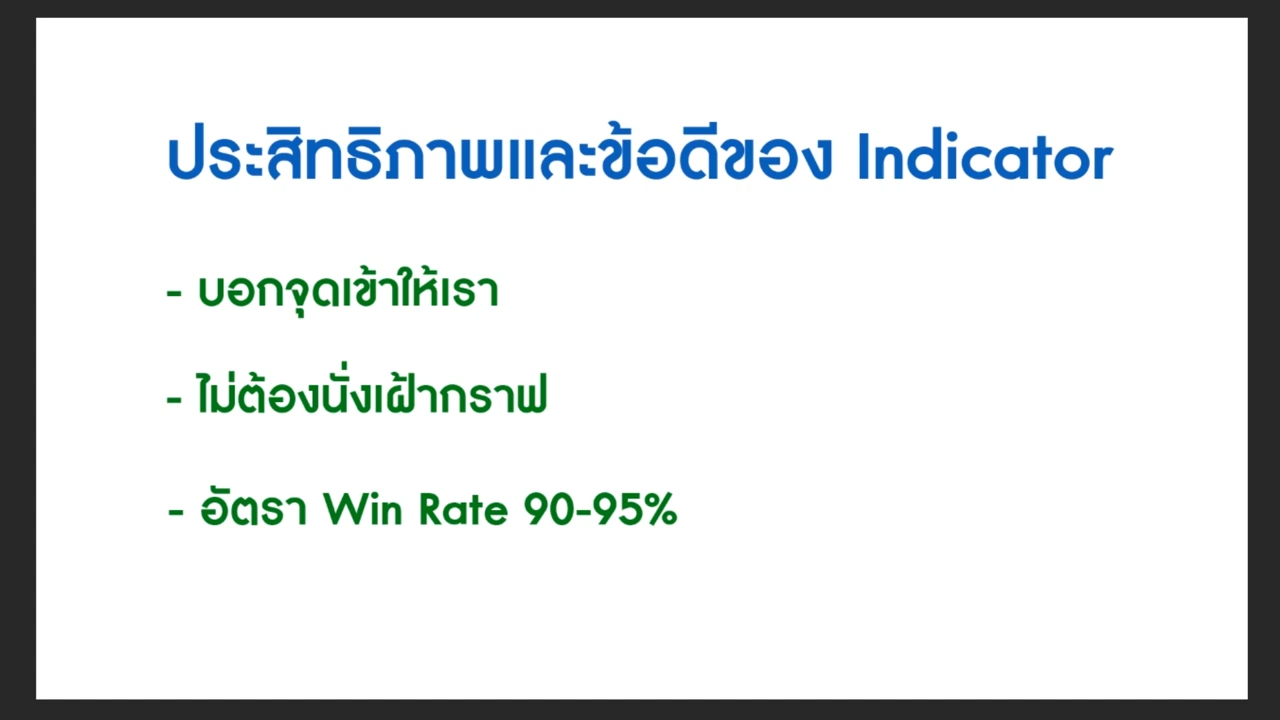 ประสิทธิภาพและข้อดีของ Indicator
- บอกจุดเข้าให้เรา
- ไม่ต้องนั่งเฝ้ากราฟ
- อัตรา Win Rate 90-95%